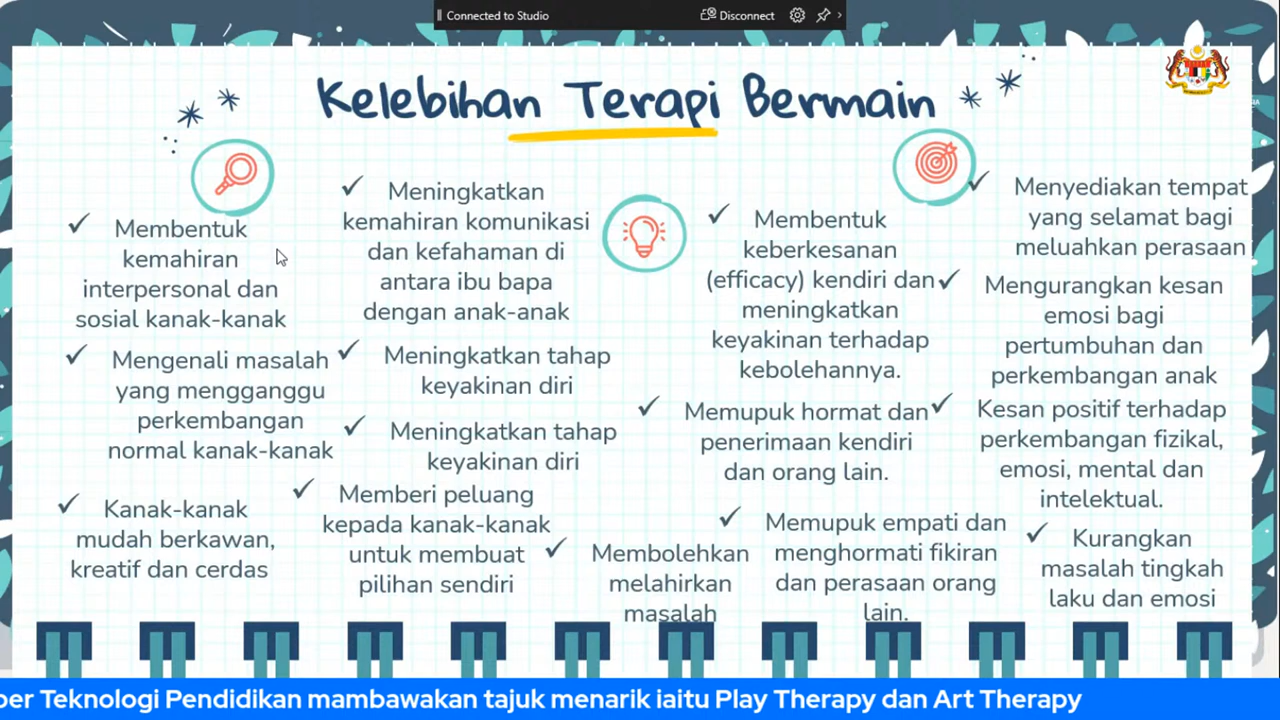 Connected to Studio
Disconnect
Kelebihan Terapi Bermain
✓ Membentuk
kemahiran
interpersonal dan
sosial kanak-kanak
✓ Mengenali masalah
yang mengganggu
perkembangan
normal kanak-kanak
✓ Kanak-kanak
mudah berkawan,
kreatif dan cerdas
✓ Meningkatkan
kemahiran komunikasi
dan kefahaman di
antara ibu bapa
dengan anak-anak
✓ Meningkatkan tahap
keyakinan diri
✓ Meningkatkan tahap
keyakinan diri
✓ Memberi peluang
kepada kanak-kanak
untuk membuat
pilihan sendiri
✓ Membolehkan
melahirkan
masalah
✓ Membentuk
keberkesanan
(efficacy) kendiri dan
meningkatkan
keyakinan terhadap
kebolehannya.
✓ Memupuk hormat dan
penerimaan kendiri
dan orang lain.
✓ Memupuk empati dan
menghormati fikiran
dan perasaan orang
lain.
✓ Menyediakan tempat
yang selamat bagi
meluahkan perasaan
✓ Mengurangkan kesan
emosi bagi
pertumbuhan dan
perkembangan anak
✓ Kesan positif terhadap
perkembangan fizikal,
emosi, mental dan
intelektual.
✓ Kurangkan
masalah tingkah
laku dan emosi
per Teknologi Pendidikan mambawakan tajuk menarik iaitu Play Therapy dan Art Therapy